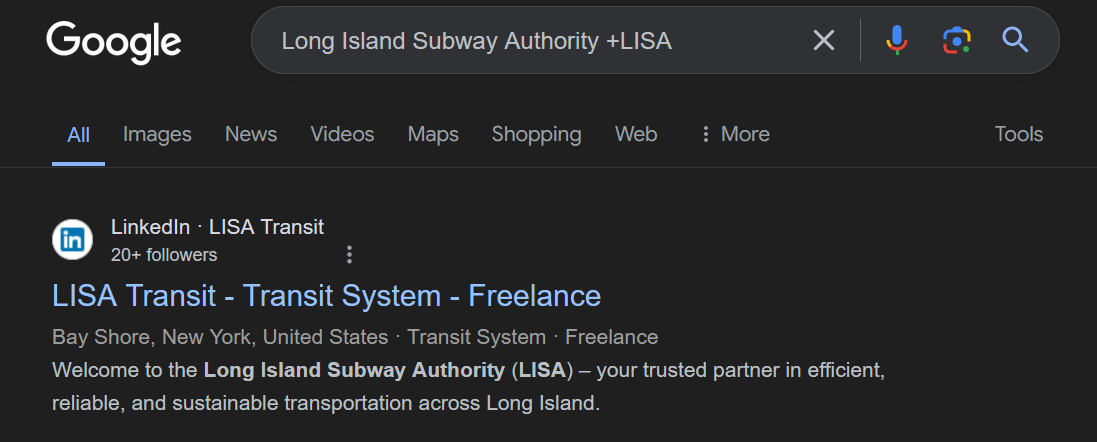 Google
Long Island Subway Authority +LISA
All Images News Videos Maps Shopping Web More Tools
in
LinkedIn · LISA Transit
20+ followers
LISA Transit - Transit System - Freelance
Bay Shore, New York, United States · Transit System · Freelance
Welcome to the Long Island Subway Authority (LISA) – your trusted partner in efficient,
reliable, and sustainable transportation across Long Island.